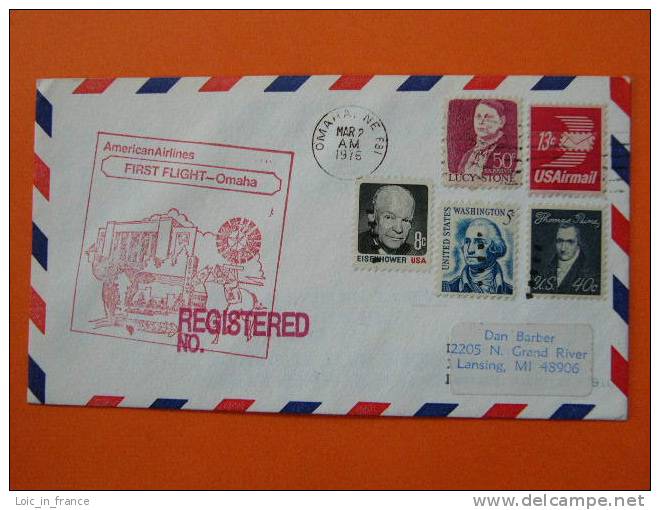 AmericanAirlines
FIRST FLIGHT—Omaha
REGISTERED
NO.
OMAHA, NE 681
MAR 2
AM
1976
50c
LUCY STONE
13c
USAirmail
8c
EISENHOWER USA
UNITED STATES
WASHINGTON 5c
Thomas Paine
U.S. 40c
Dan Barber
2205 N. Grand River
Lansing, MI 48906
Loic_in_france
www.delcampe.net